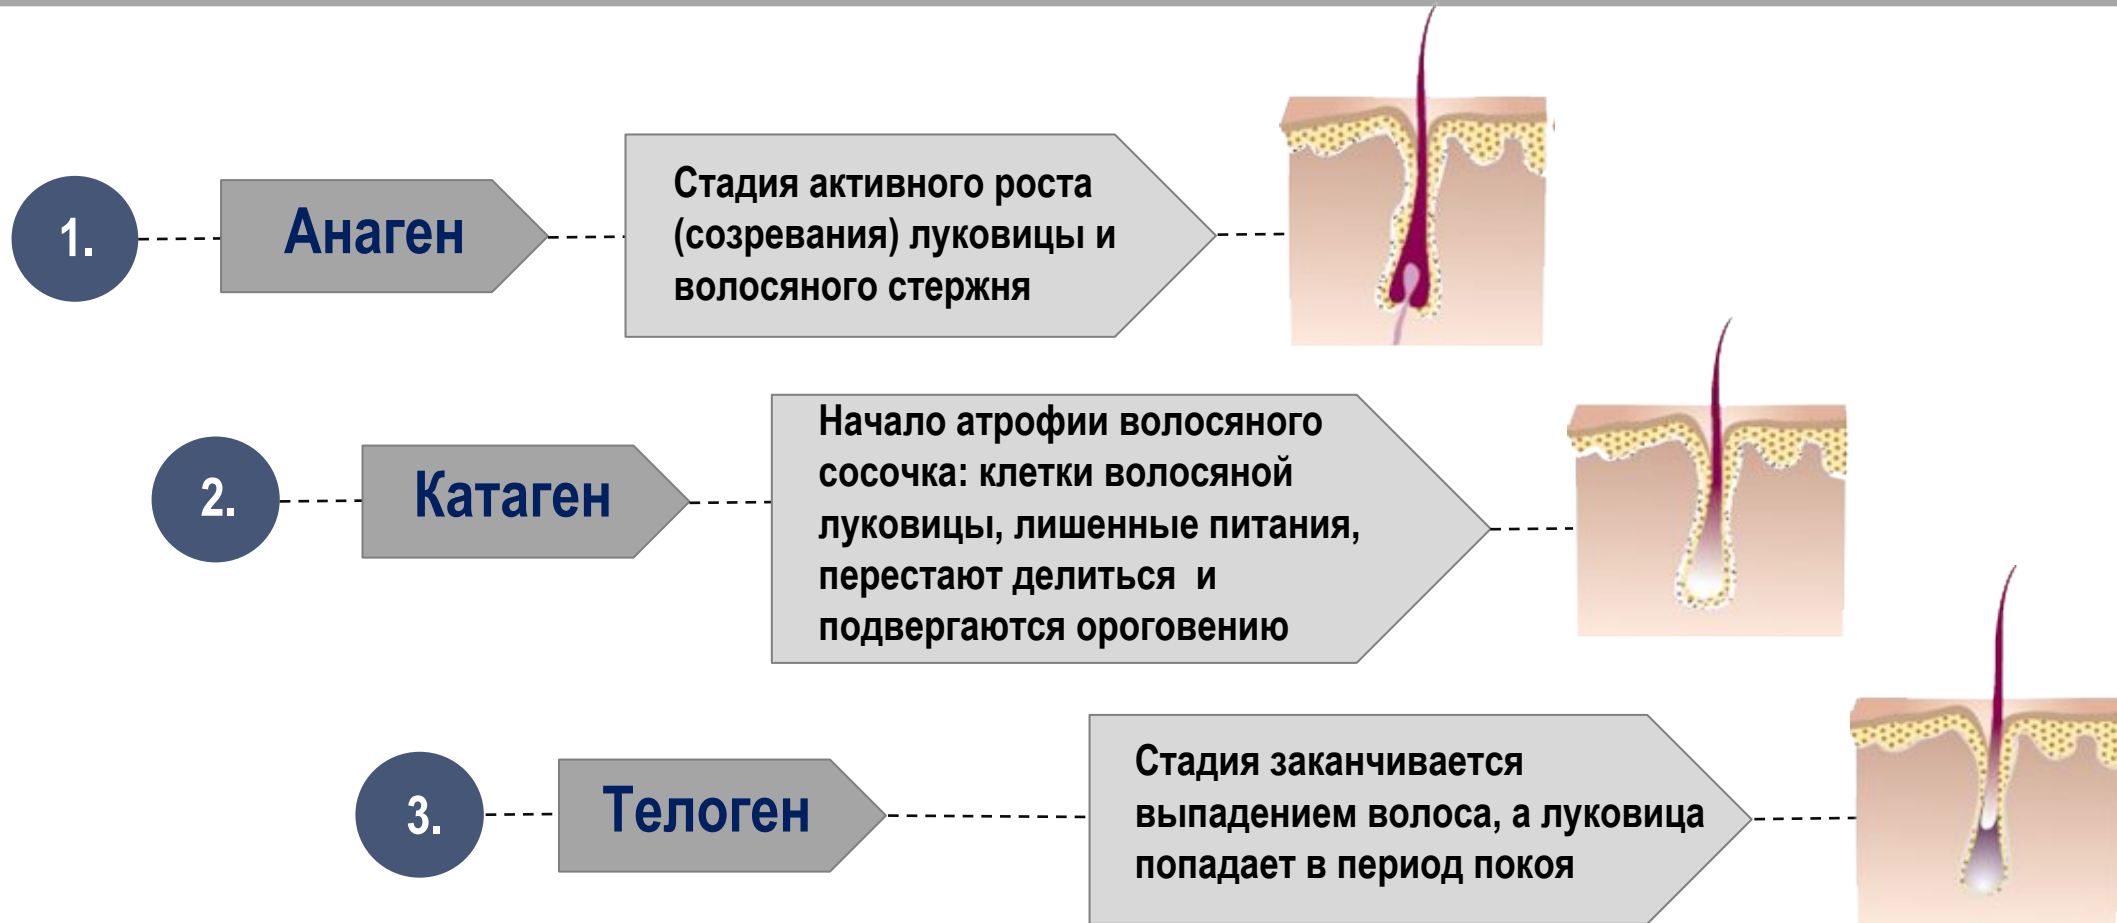 1.
Анаген
Стадия активного роста
(созревания) луковицы и
волосяного стержня
2.
Катаген
Начало атрофии волосяного
сосочка: клетки волосяной
луковицы, лишенные питания,
перестают делиться  и
подвергаются ороговению
3.
Телоген
Стадия заканчивается
выпадением волоса, а луковица
попадает в период покоя